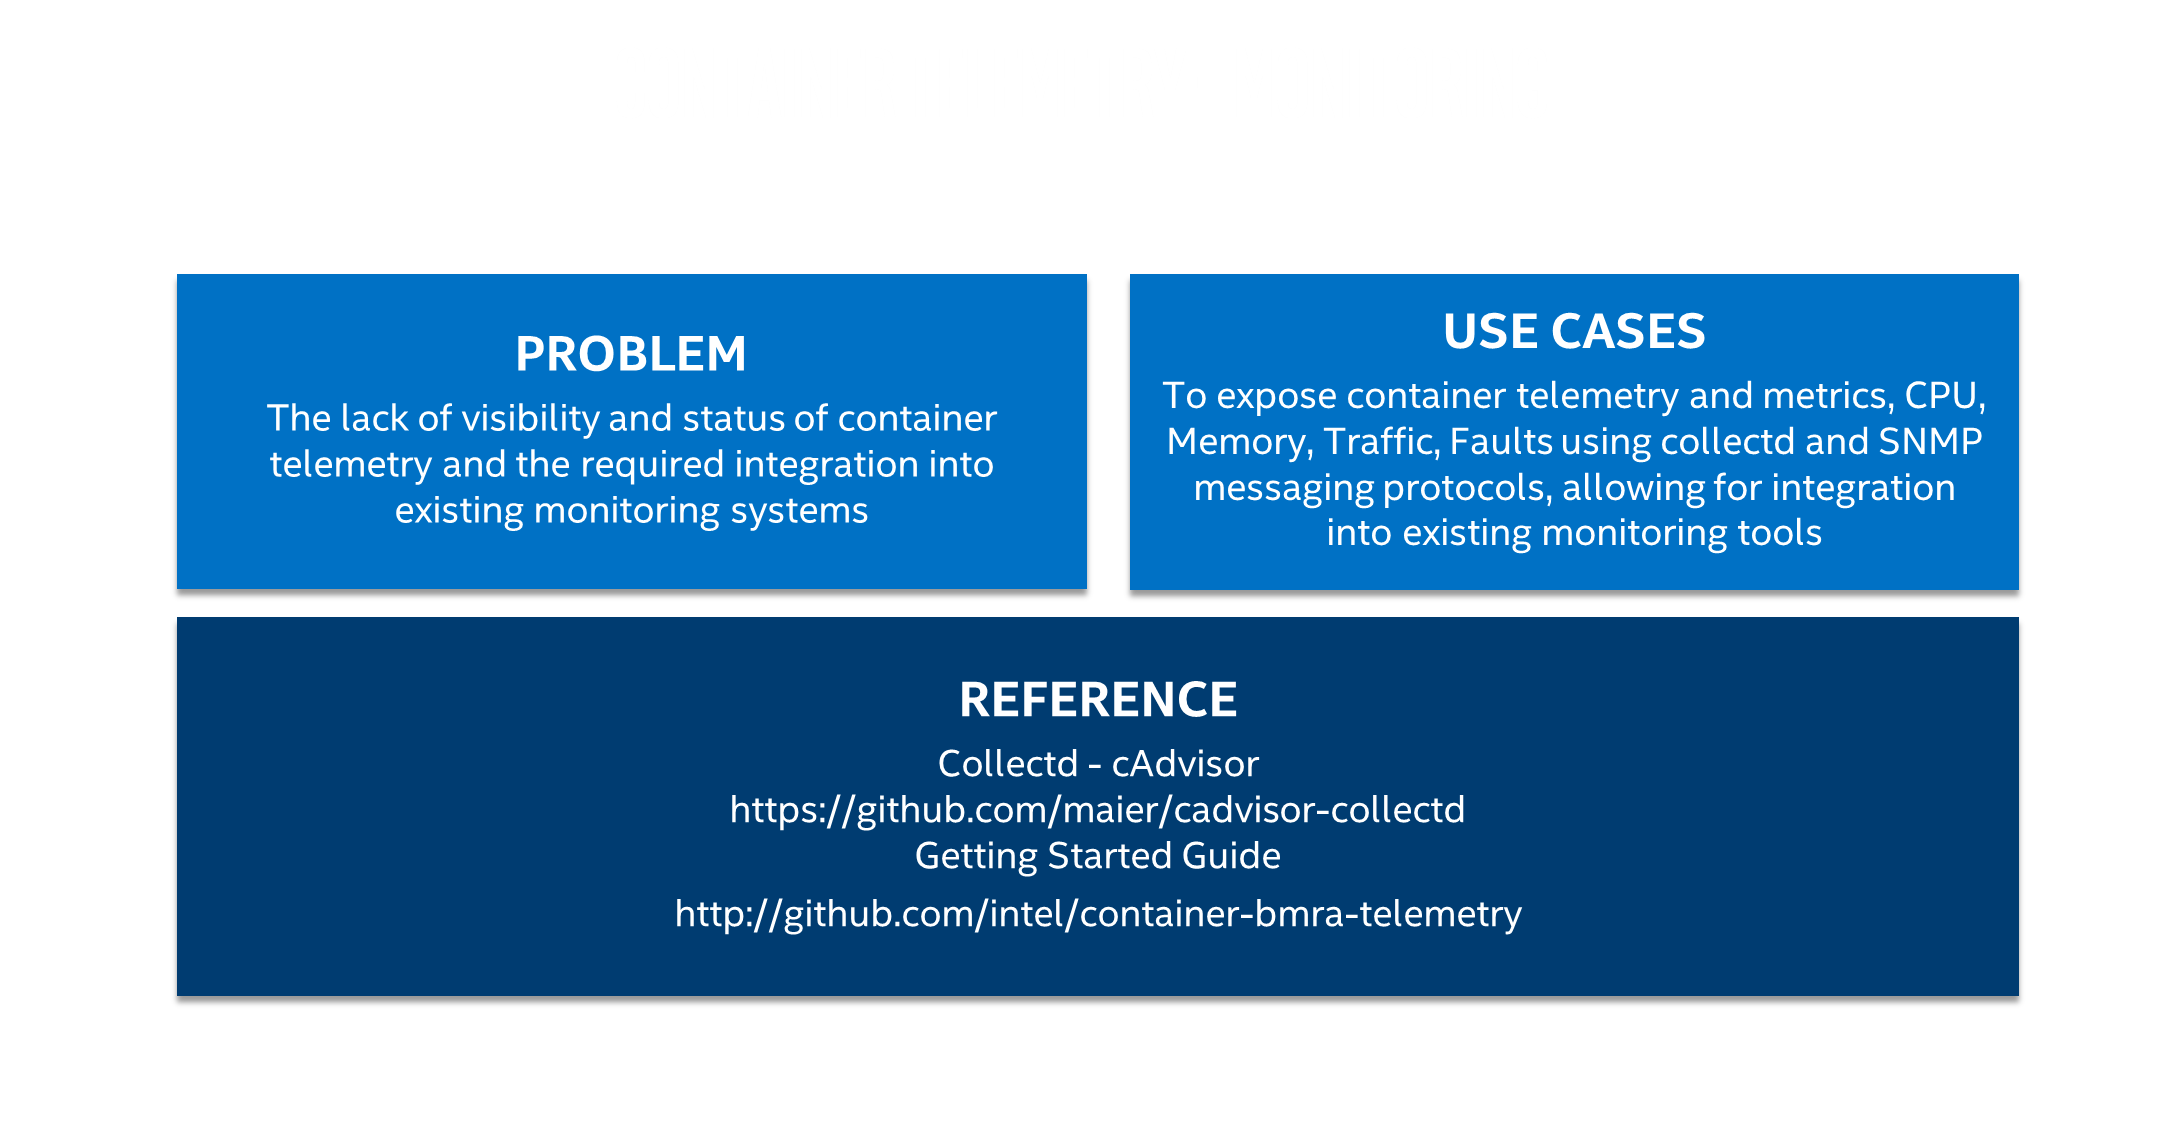 PROBLEM
The lack of visibility and status of container
telemetry and the required integration into
existing monitoring systems
USE CASES
To expose container telemetry and metrics, CPU,
Memory, Traffic, Faults using collectd and SNMP
messaging protocols, allowing for integration
into existing monitoring tools
REFERENCE
Collectd - cAdvisor
https://github.com/maier/cadvisor-collectd
Getting Started Guide
http://github.com/intel/container-bmra-telemetry